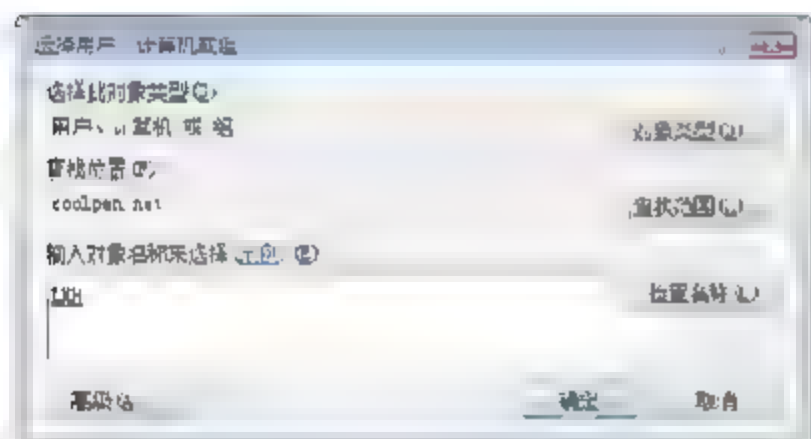 选择用户、计算机或组
选择此对象类型(S):
用户、计算机 或 组
对象类型(O)
查找位置(F):
coolpen.net
查找范围(L)
输入对象名称来选择(示例)(E):
检查名称(C)
高级(A)
确定
取消